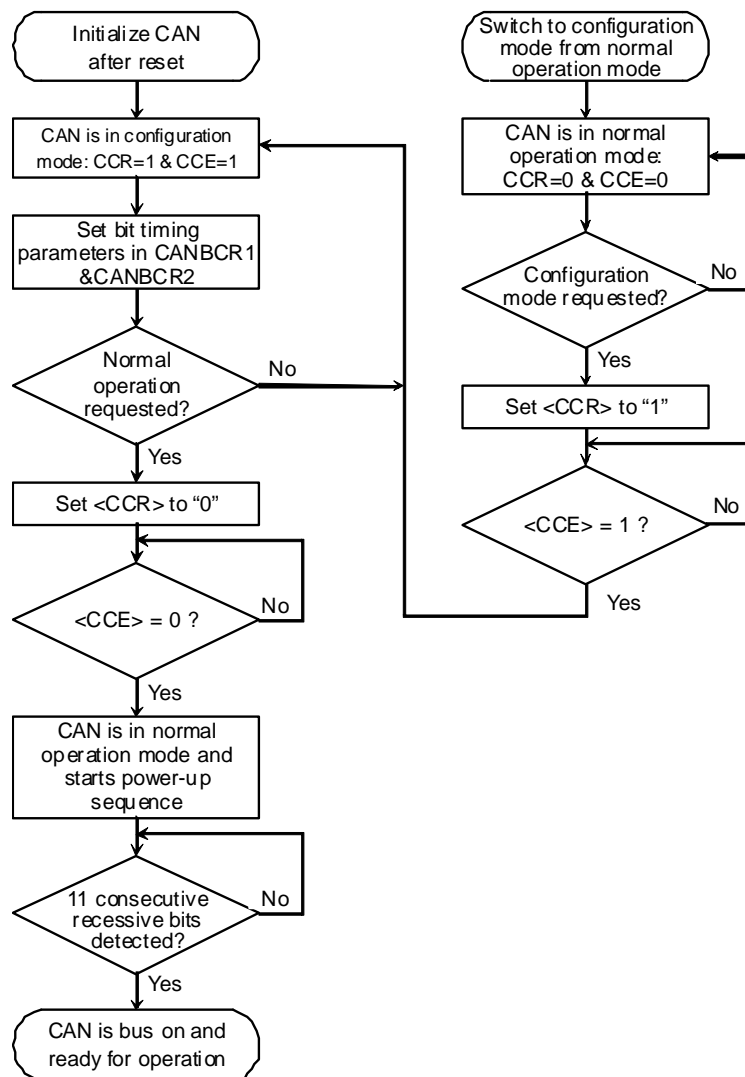 Initialize CAN
after reset
CAN is in configuration
mode: CCR=1 & CCE=1
Set bit timing
parameters in CANBCR1
&CANBCR2
Normal
operation
requested?
No
Yes
Set <CCR> to “0”
<CCE> = 0 ?
No
Yes
CAN is in normal
operation mode and
starts power-up
sequence
11 consecutive
recessive bits
detected?
No
Yes
CAN is bus on and
ready for operation
Switch to configuration
mode from normal
operation mode
CAN is in normal
operation mode:
CCR=0 & CCE=0
Configuration
mode requested?
No
Yes
Set <CCR> to “1”
<CCE> = 1 ?
No
Yes